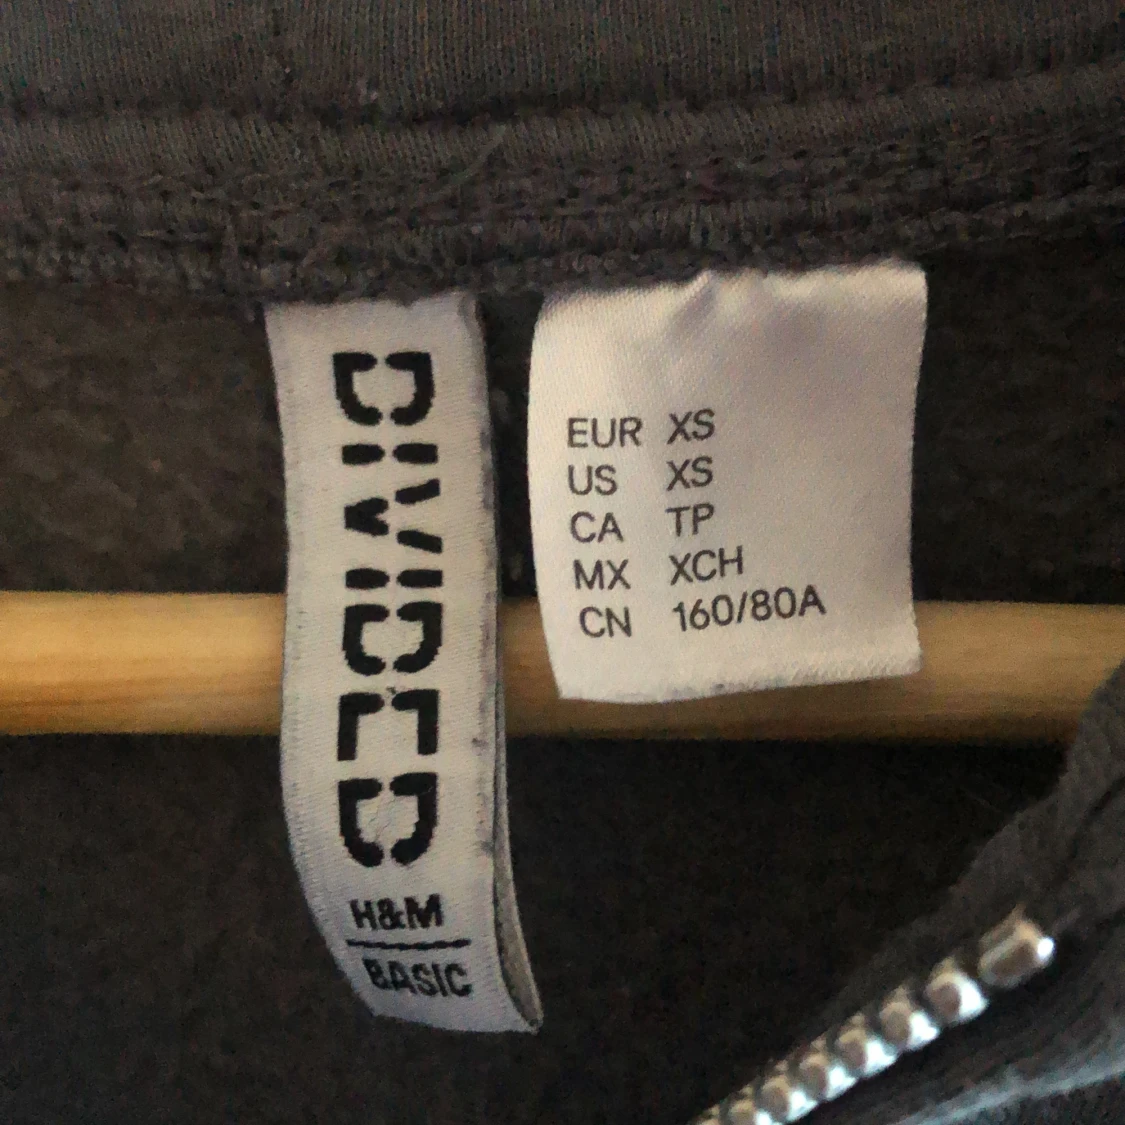 DIVIDED
H&M
BASIC
EUR XS
US XS
CA TP
MX XCH
CN 160/80A